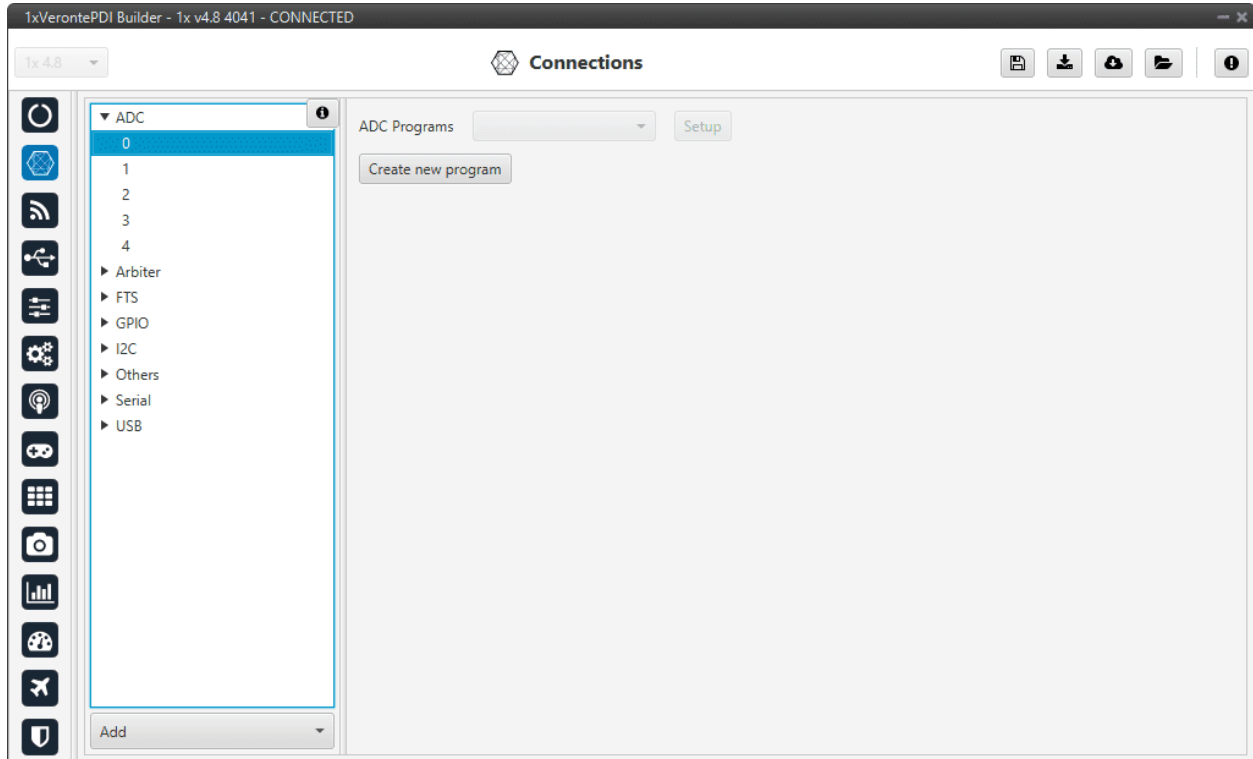 1xVerontePDI Builder - 1x v4.8 4041 - CONNECTED
1x 4.8
Connections
ADC
0
1
2
3
4
Arbiter
FTS
GPIO
I2C
Others
Serial
USB
Add
ADC Programs
Setup
Create new program